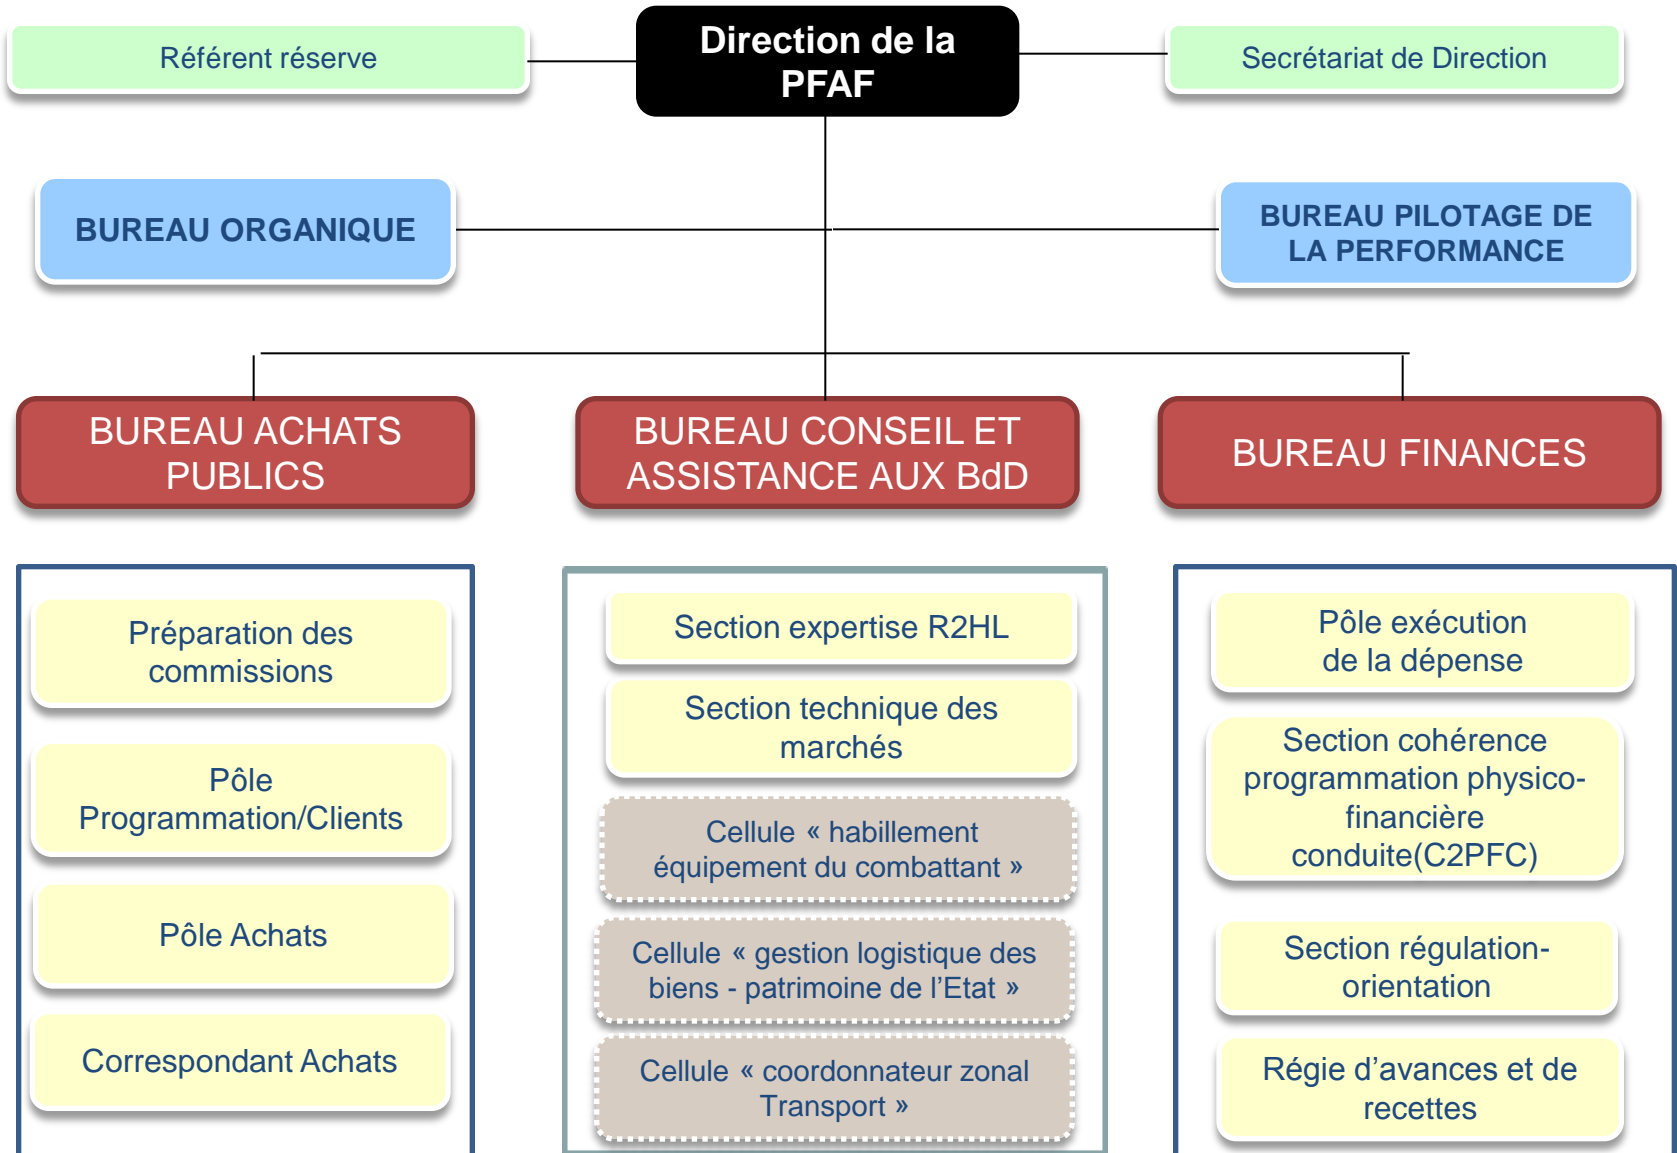 Référent réserve
Direction de la
PFAF
Secrétariat de Direction
BUREAU ORGANIQUE
BUREAU PILOTAGE DE
LA PERFORMANCE
BUREAU ACHATS
PUBLICS
BUREAU CONSEIL ET
ASSISTANCE AUX BdD
BUREAU FINANCES
Préparation des
commissions
Pôle
Programmation/Clients
Pôle Achats
Correspondant Achats
Section expertise R2HL
Section technique des
marchés
Cellule « habillement
équipement du combattant »
Cellule « gestion logistique des
biens - patrimoine de l’Etat »
Cellule « coordonnateur zonal
Transport »
Pôle exécution
de la dépense
Section cohérence
programmation physico-
financière
conduite(C2PFC)
Section régulation-
orientation
Régie d’avances et de
recettes